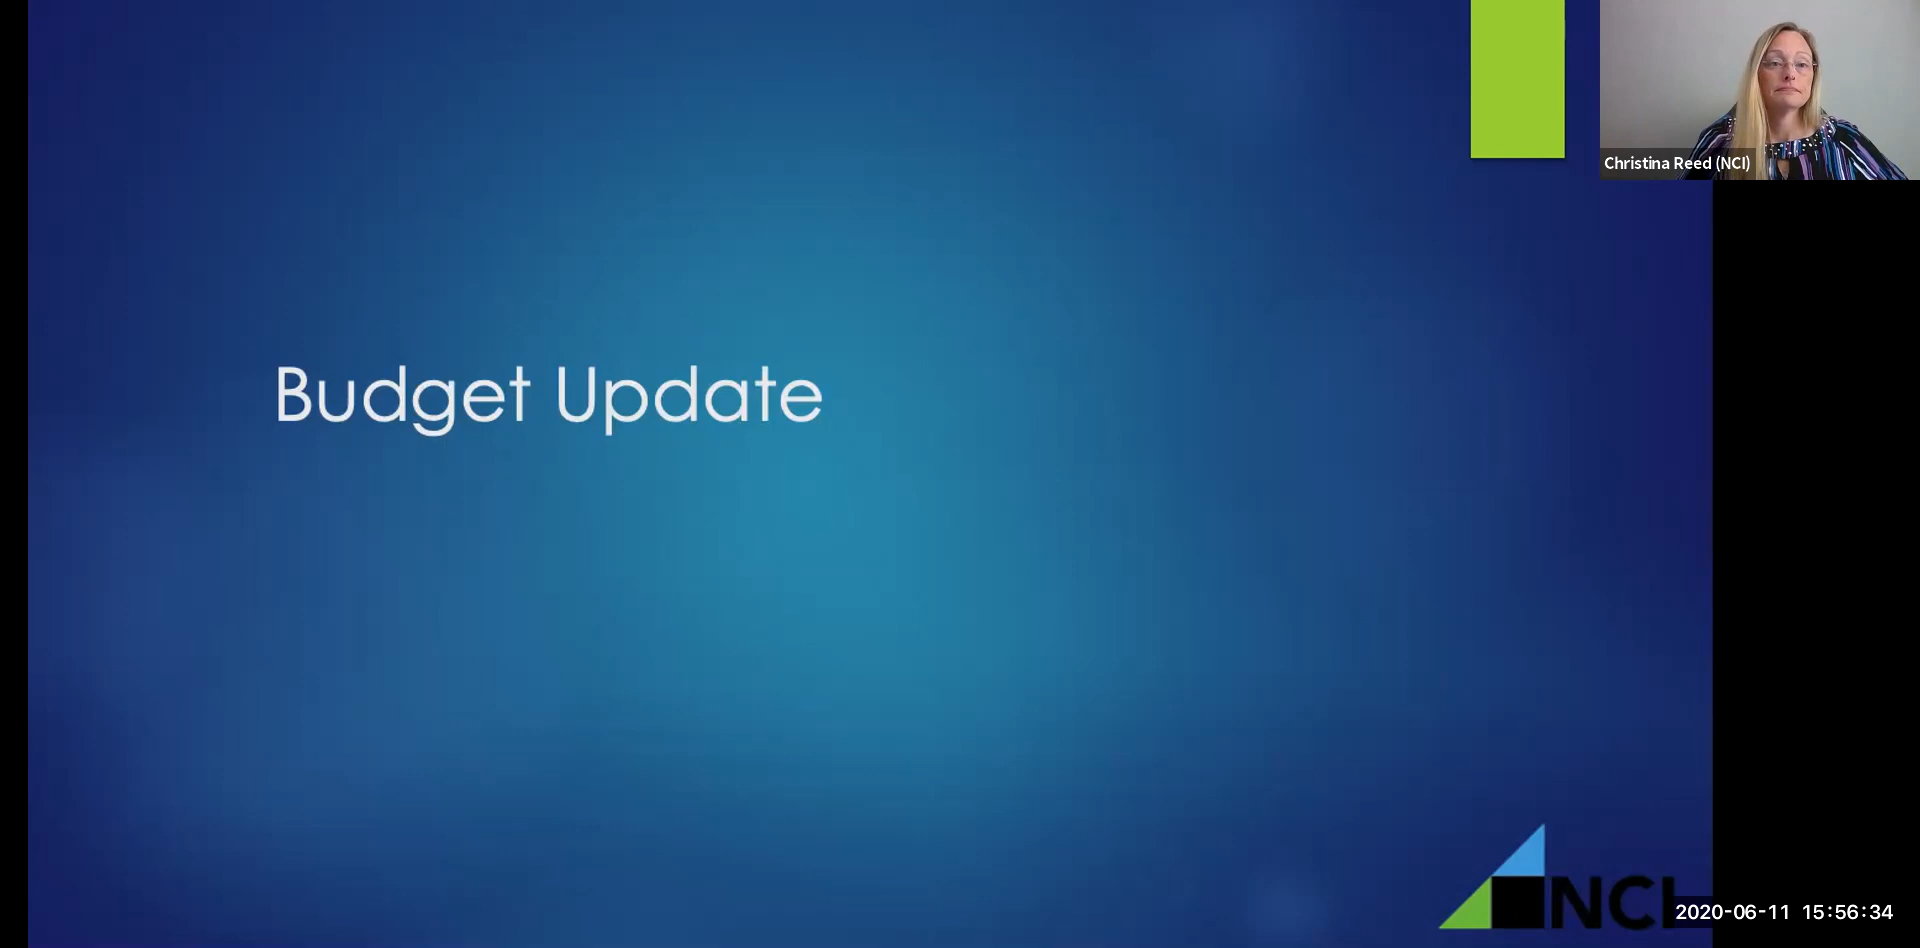 Christina Reed (NCI)
Budget Update
NCI
2020-06-11 15:56:34